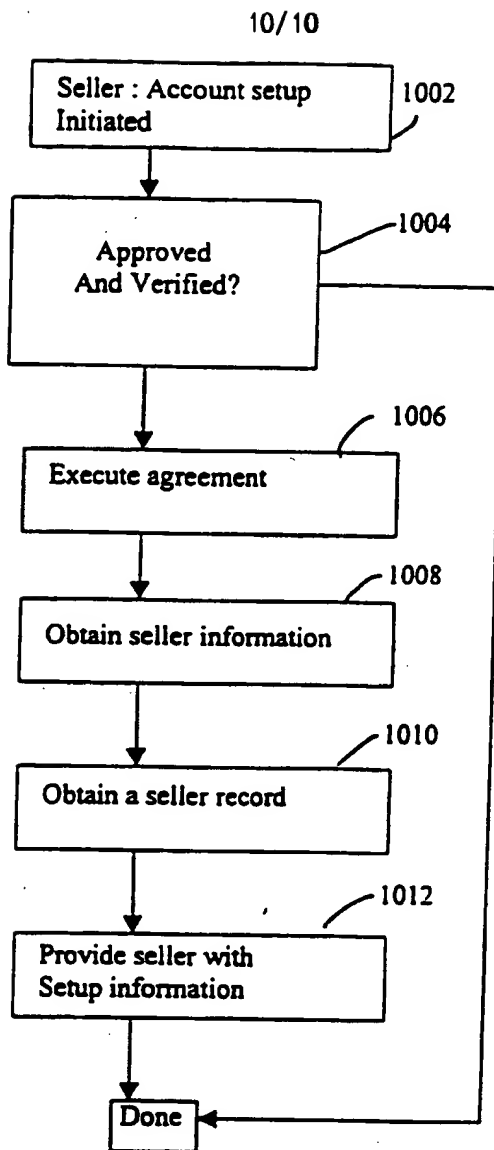 10/10
Seller : Account setup
Initiated
1002
Approved
And Verified?
1004
1006
Execute agreement
1008
Obtain seller information
1010
Obtain a seller record
1012
Provide seller with
Setup information
Done